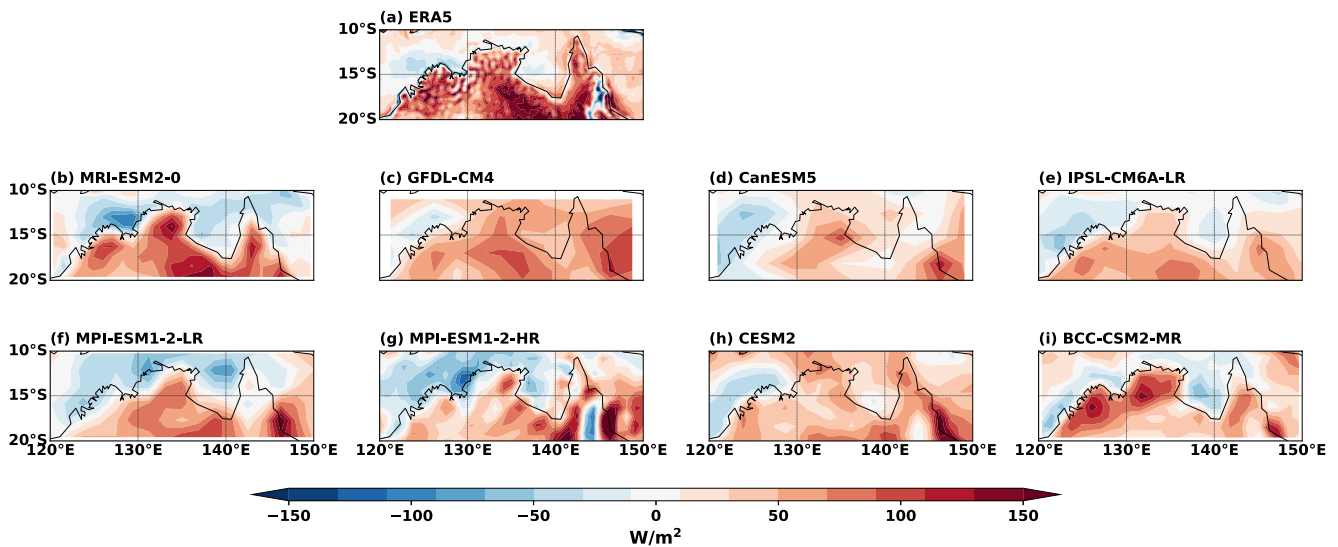 (a) ERA5
10°S
15°S
20°S
(b) MRI-ESM2-0
(c) GFDL-CM4
(d) CanESM5
(e) IPSL-CM6A-LR
10°S
15°S
20°S
(f) MPI-ESM1-2-LR
(g) MPI-ESM1-2-HR
(h) CESM2
(i) BCC-CSM2-MR
10°S
15°S
20°S
120°E 130°E 140°E 150°E
120°E 130°E 140°E 150°E
120°E 130°E 140°E 150°E
120°E 130°E 140°E 150°E
−150 −100 −50 0 50 100 150
W/m²